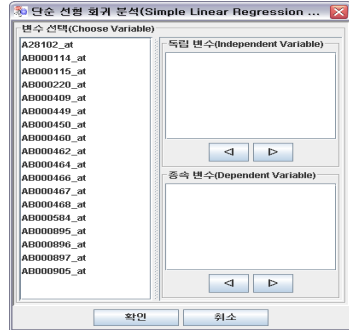 단순 선형 회귀 분석(Simple Linear Regression ...
변수 선택(Choose Variable)
A28102_at
AB000114_at
AB000115_at
AB000220_at
AB000409_at
AB000449_at
AB000450_at
AB000460_at
AB000462_at
AB000464_at
AB000466_at
AB000467_at
AB000468_at
AB000584_at
AB000895_at
AB000896_at
AB000897_at
AB000905_at
독립 변수(Independent Variable)
종속 변수(Dependent Variable)
확인
취소